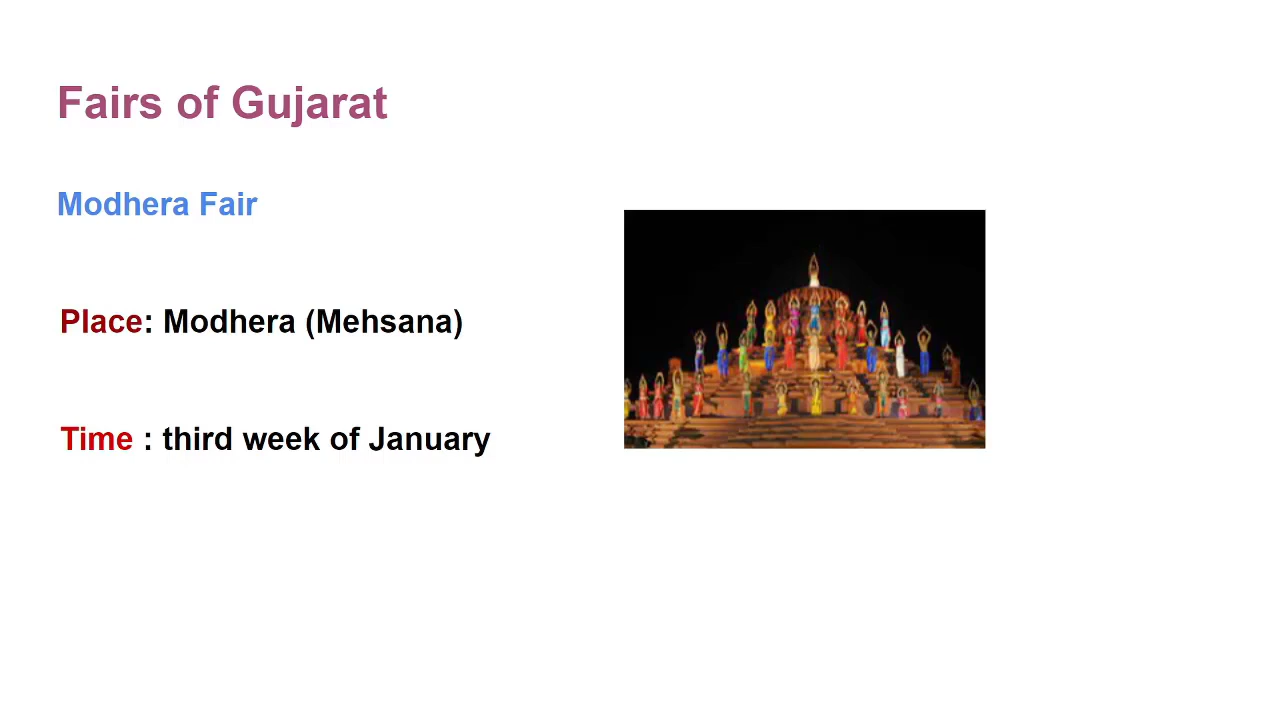 Fairs of Gujarat
Modhera Fair
Place: Modhera (Mehsana)
Time : third week of January